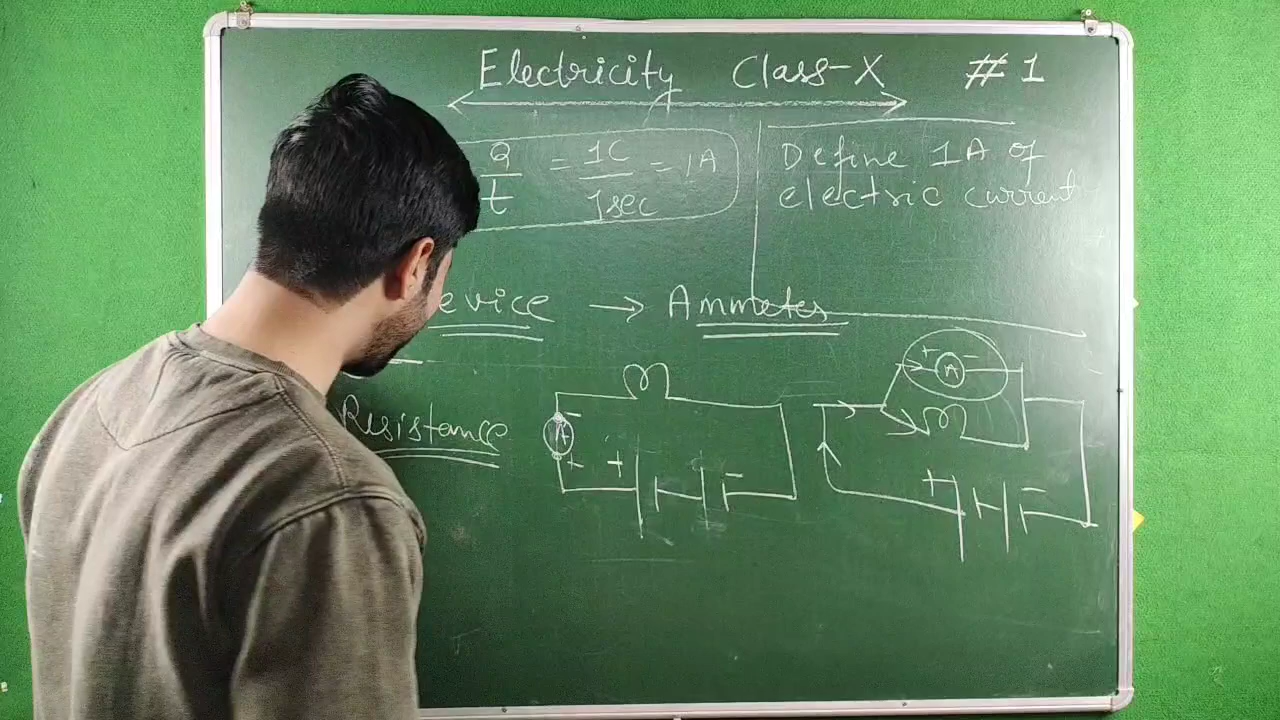 Electricity Class-X #1
Q/t = 1C/1sec = 1A
Define 1A of
electric current
evice → Ammeter
Resistance
+ A -
- A + + -
+ -